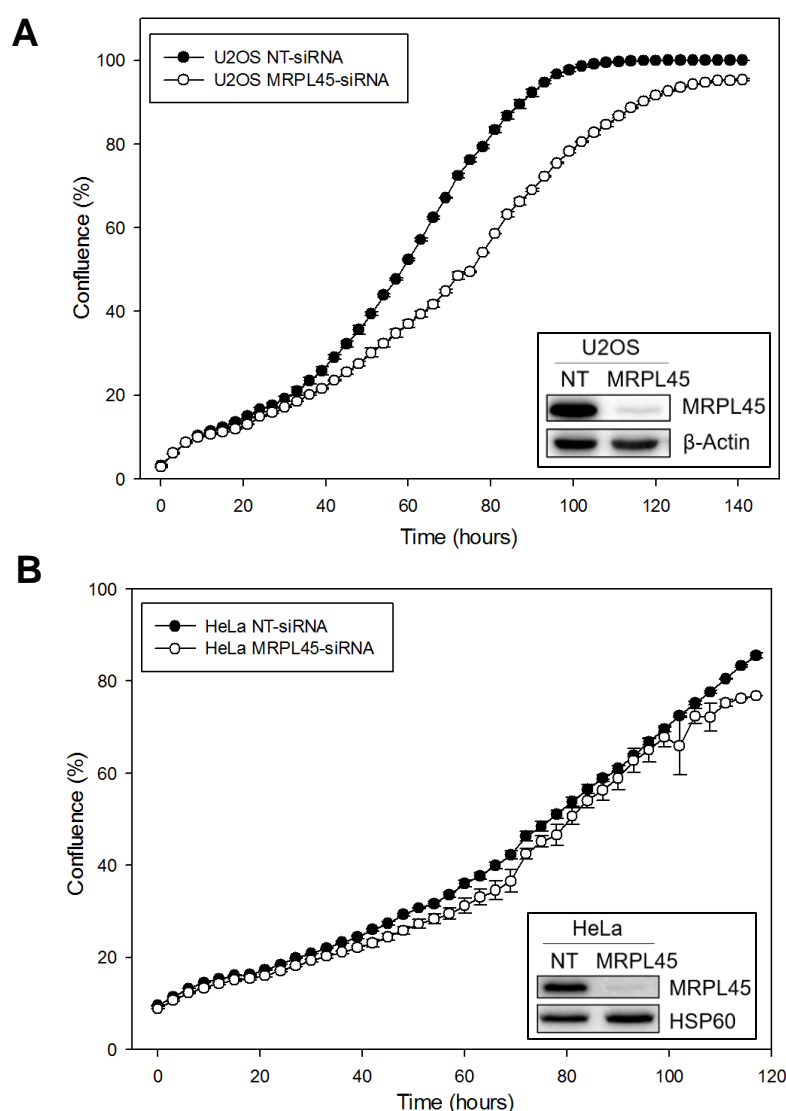 A
U2OS NT-siRNA
U2OS MRPL45-siRNA
100
80
60
40
20
0
Confluence (%)
U2OS
NT MRPL45
MRPL45
β-Actin
0 20 40 60 80 100 120 140
Time (hours)
B
HeLa NT-siRNA
HeLa MRPL45-siRNA
100
80
60
40
20
0
Confluence (%)
HeLa
NT MRPL45
MRPL45
HSP60
0 20 40 60 80 100 120
Time (hours)